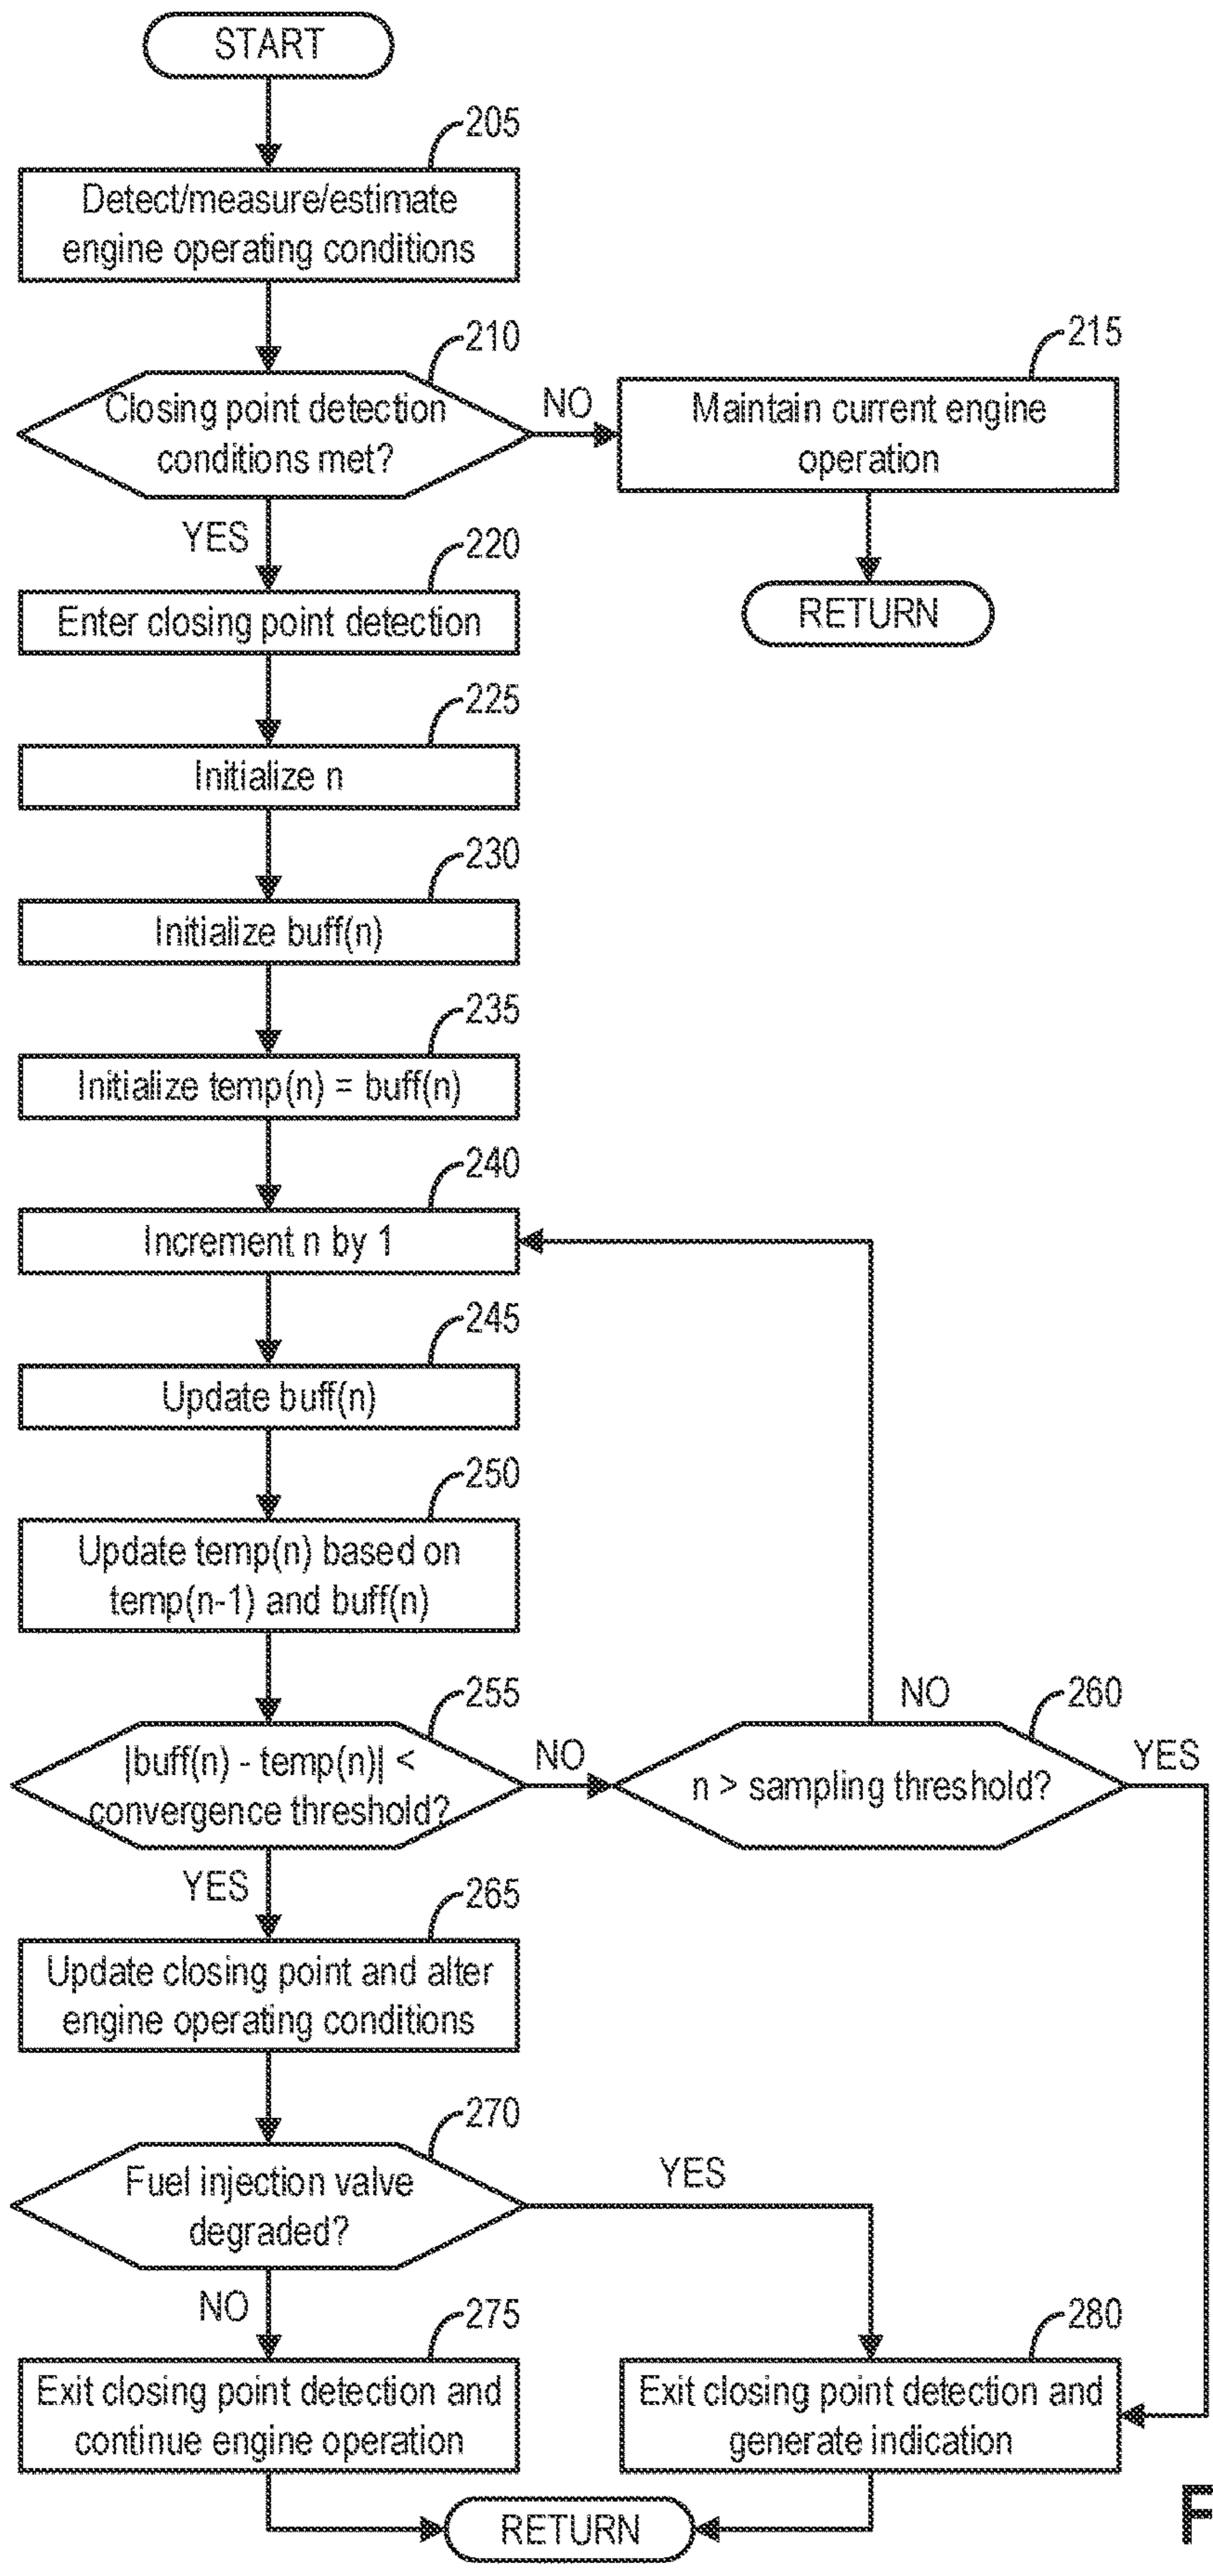 START
205
Detect/measure/estimate
engine operating conditions
210
Closing point detection
conditions met?
NO
215
Maintain current engine
operation
RETURN
YES
220
Enter closing point detection
225
Initialize n
230
Initialize buff(n)
235
Initialize temp(n) = buff(n)
240
Increment n by 1
245
Update buff(n)
250
Update temp(n) based on
temp(n-1) and buff(n)
255
|buff(n) - temp(n)| <
convergence threshold?
NO
260
n > sampling threshold?
NO
YES
YES
265
Update closing point and alter
engine operating conditions
270
Fuel injection valve
degraded?
YES
NO
275
Exit closing point detection and
continue engine operation
280
Exit closing point detection and
generate indication
RETURN
F